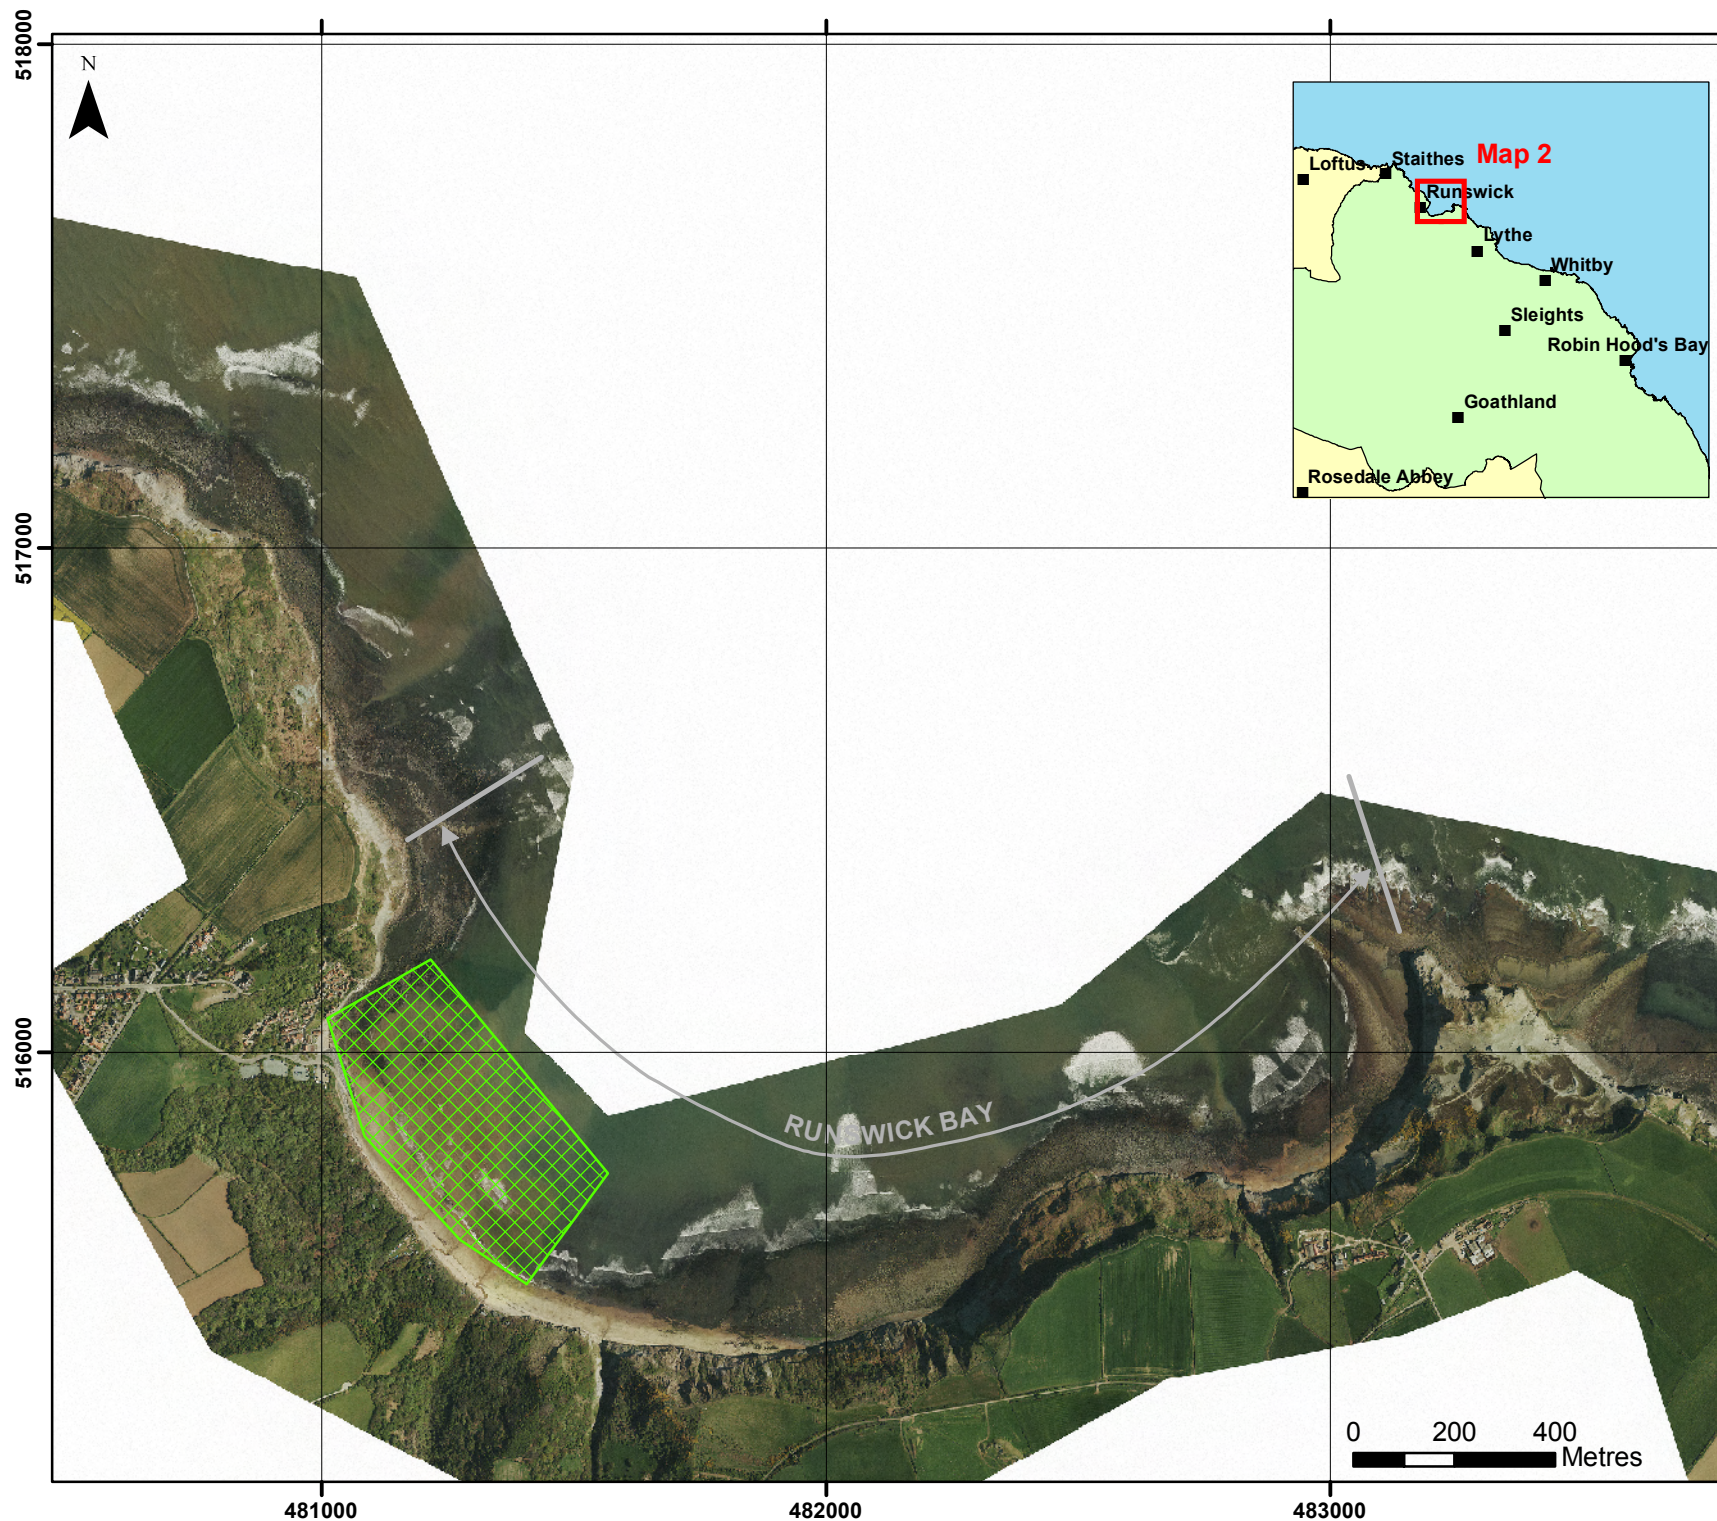 518000
N
Map 2
Loftus
Staithes
Runswick
Lythe
Whitby
Sleights
Robin Hood's Bay
Goathland
Rosedale Abbey
517000
516000
RUNSWICK BAY
0 200 400
Metres
481000 482000 483000